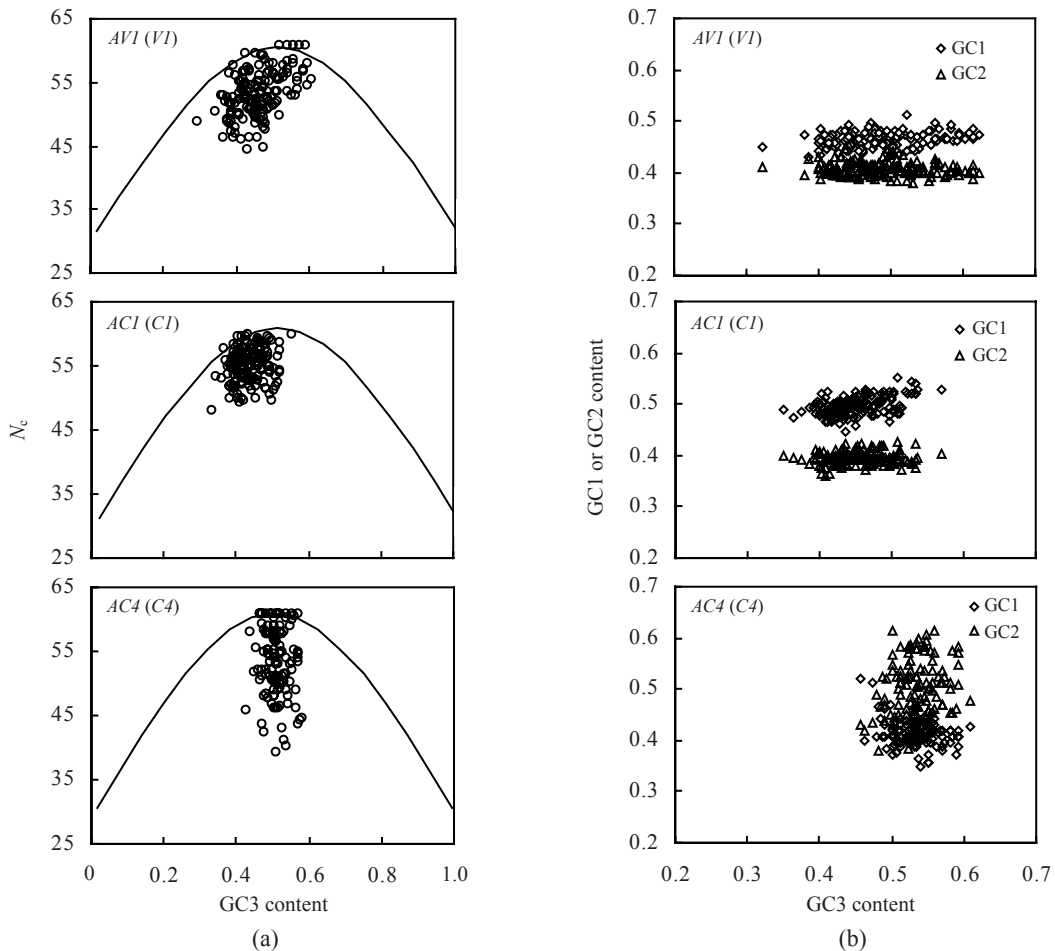 65
AV1 (V1)
55
45
35
25
65
AC1 (C1)
55
45
35
25
65
AC4 (C4)
55
45
35
25
0 0.2 0.4 0.6 0.8 1.0
Nc
GC3 content
(a)
0.7
AV1 (V1)
GC1
GC2
0.6
0.5
0.4
0.3
0.2
0.7
AC1 (C1)
GC1
GC2
0.6
0.5
0.4
0.3
0.2
0.7
AC4 (C4)
GC1
GC2
0.6
0.5
0.4
0.3
0.2
0.2 0.3 0.4 0.5 0.6 0.7
GC1 or GC2 content
GC3 content
(b)